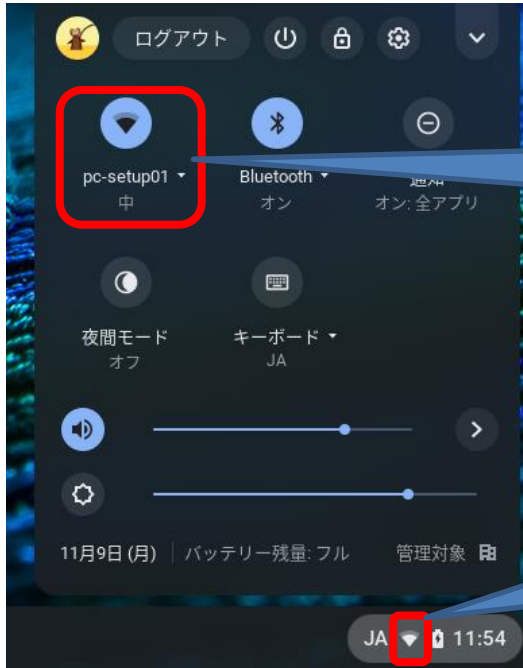 ログアウト
pc-setup01
中
Bluetooth
オン
通知
オン: 全アプリ
夜間モード
オフ
キーボード
JA
11月9日 (月)
バッテリー残量: フル
管理対象
JA
11:54